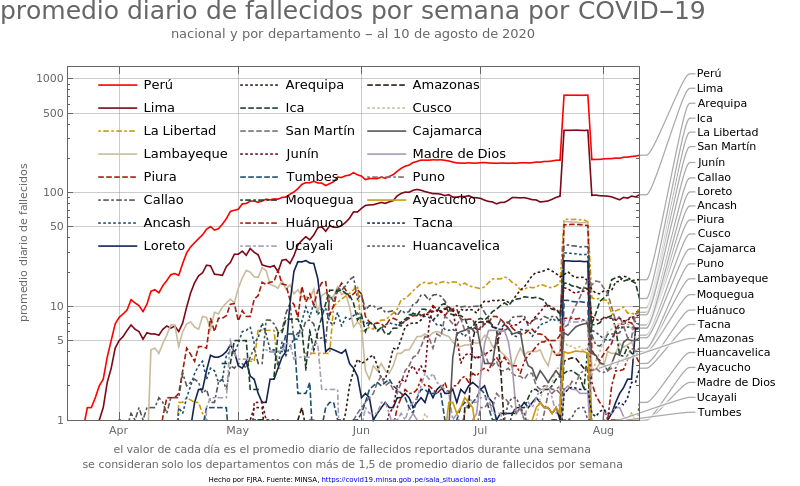 promedio diario de fallecidos por semana por COVID−19
nacional y por departamento − al 10 de agosto de 2020
promedio diario de fallecidos
1000
500
100
50
10
5
1
Apr May Jun Jul Aug
Perú
Lima
La Libertad
Lambayeque
Piura
Callao
Ancash
Loreto
Arequipa
Ica
San Martín
Junín
Tumbes
Moquegua
Huánuco
Ucayali
Amazonas
Cusco
Cajamarca
Madre de Dios
Puno
Ayacucho
Tacna
Huancavelica
Perú
Lima
Arequipa
Ica
La Libertad
San Martín
Junín
Callao
Loreto
Ancash
Piura
Cusco
Cajamarca
Puno
Lambayeque
Moquegua
Huánuco
Tacna
Amazonas
Huancavelica
Ayacucho
Madre de Dios
Ucayali
Tumbes
el valor de cada día es el promedio diario de fallecidos reportados durante una semana
se consideran solo los departamentos con más de 1,5 de promedio diario de fallecidos por semana
Hecho por FJRA. Fuente: MINSA, https://covid19.minsa.gob.pe/sala_situacional.asp